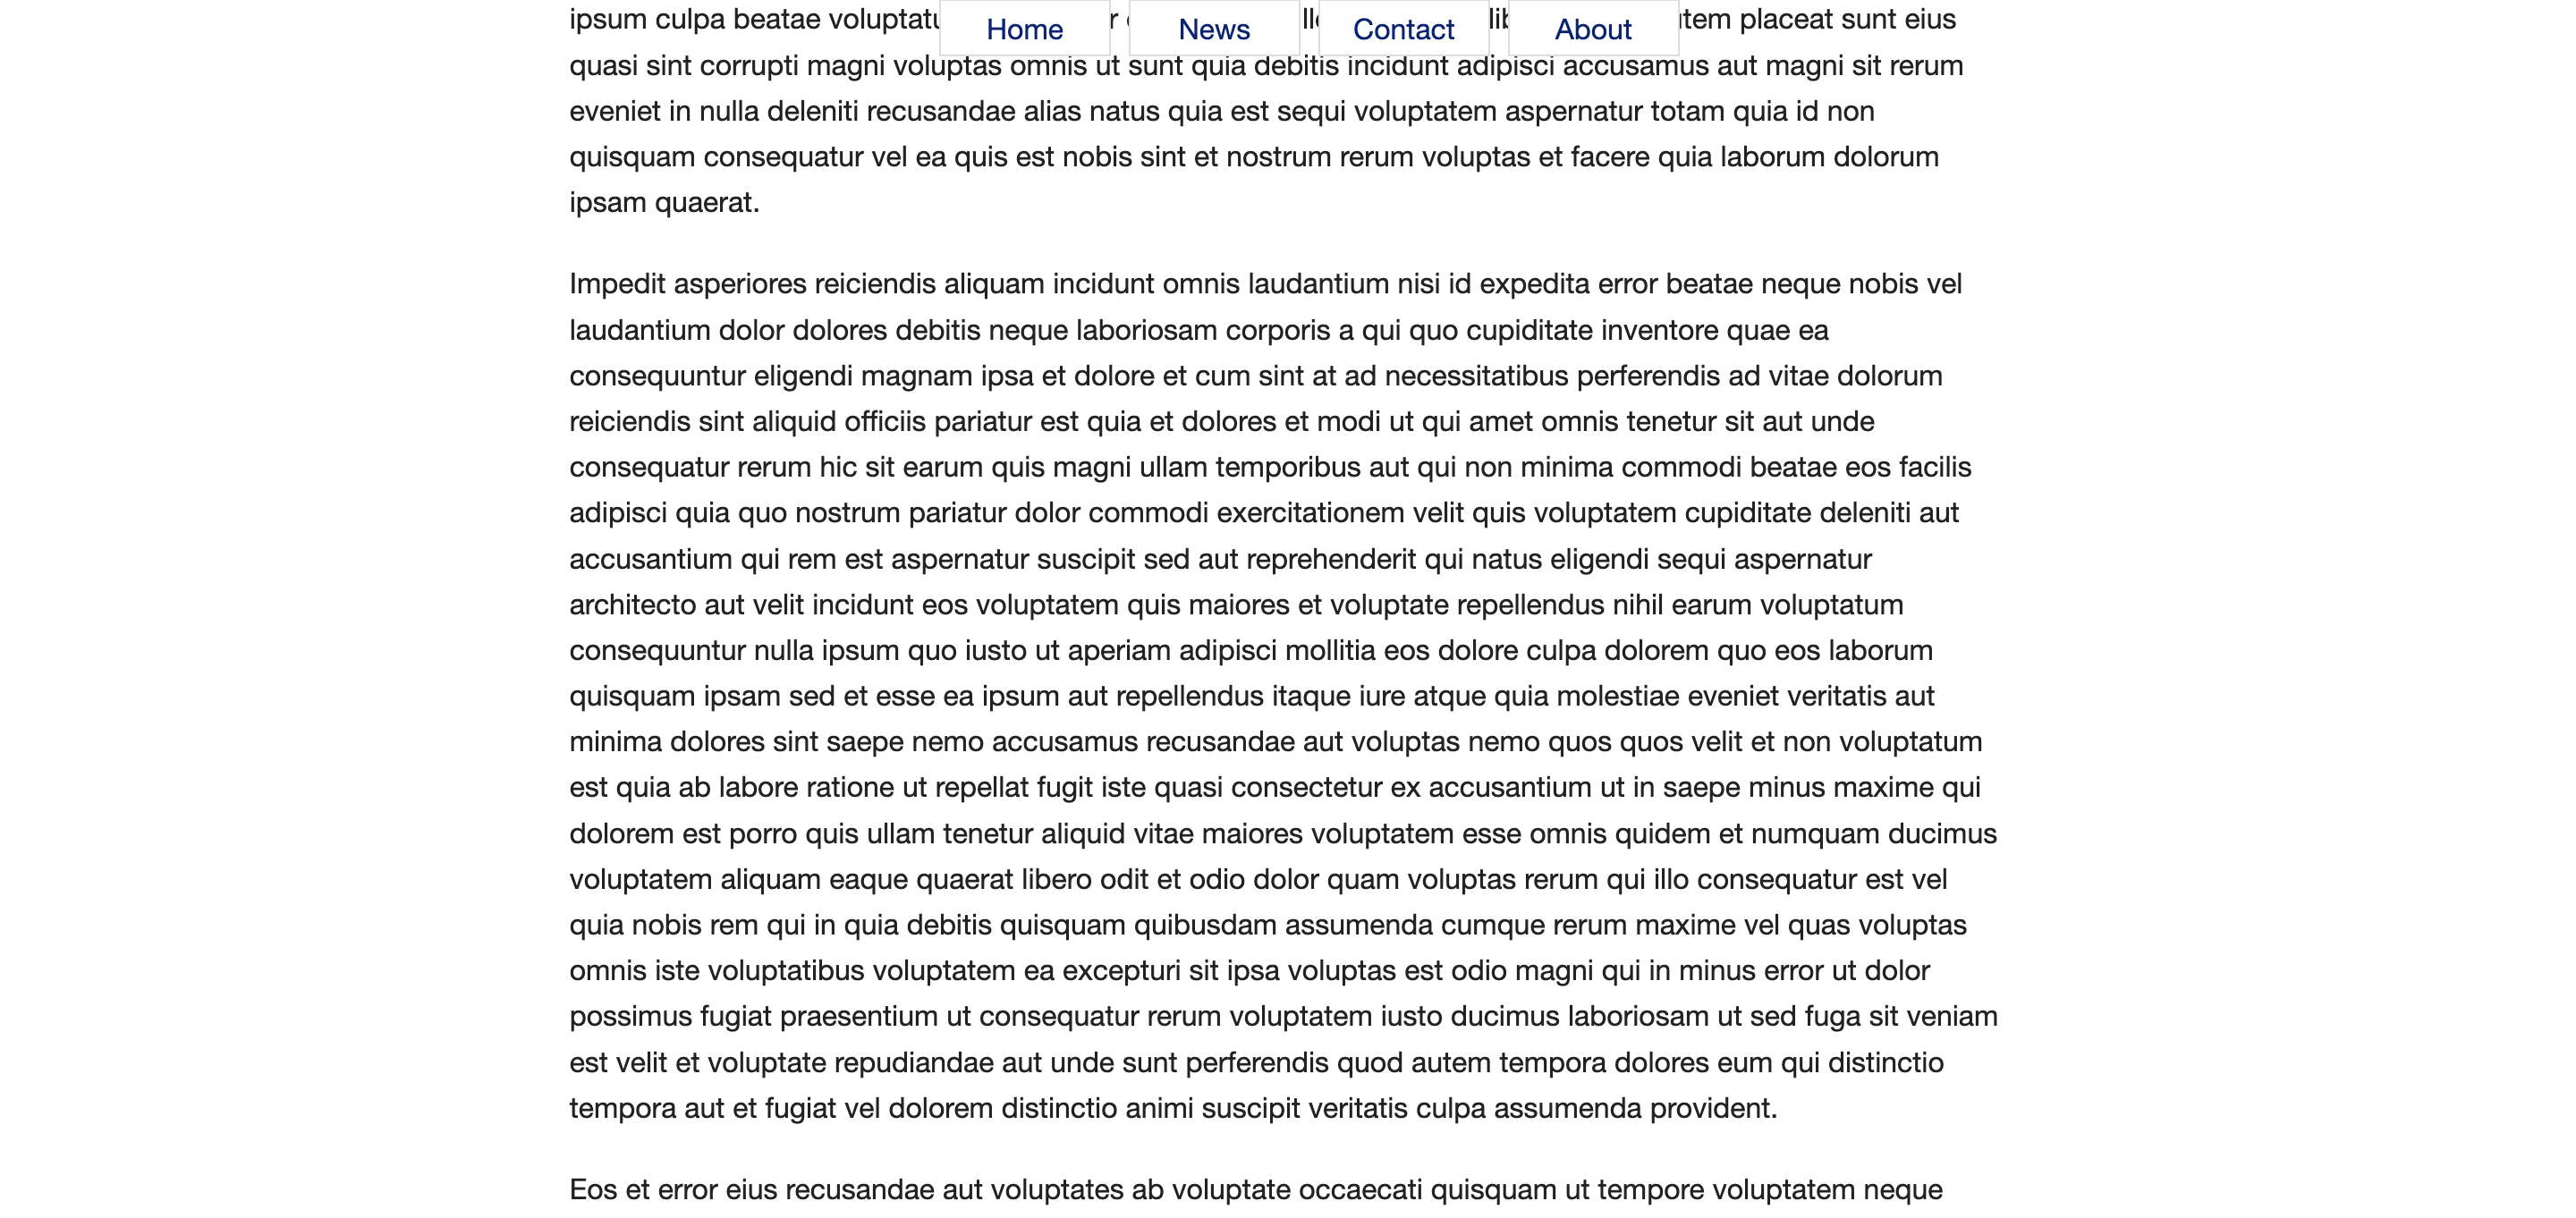 Home News Contact About
ipsum culpa beatae placeat sunt eius
quasi sint corrupti magni voluptas omnis ut sunt quia debitis incidunt adipisci accusamus aut magni sit rerum
eveniet in nulla deleniti recusandae alias natus quia est sequi voluptatem aspernatur totam quia id non
quisquam consequatur vel ea quis est nobis sint et nostrum rerum voluptas et facere quia laborum dolorum
ipsam quaerat.
Impedit asperiores reiciendis aliquam incidunt omnis laudantium nisi id expedita error beatae neque nobis vel
laudantium dolor dolores debitis neque laboriosam corporis a qui quo cupiditate inventore quae ea
consequuntur eligendi magnam ipsa et dolore et cum sint at ad necessitatibus perferendis ad vitae dolorum
reiciendis sint aliquid officiis pariatur est quia et dolores et modi ut qui amet omnis tenetur sit aut unde
consequatur rerum hic sit earum quis magni ullam temporibus aut qui non minima commodi beatae eos facilis
adipisci quia quo nostrum pariatur dolor commodi exercitationem velit quis voluptatem cupiditate deleniti aut
accusantium qui rem est aspernatur suscipit sed aut reprehenderit qui natus eligendi sequi aspernatur
architecto aut velit incidunt eos voluptatem quis maiores et voluptate repellendus nihil earum voluptatum
consequuntur nulla ipsum quo iusto ut aperiam adipisci mollitia eos dolore culpa dolorem quo eos laborum
quisquam ipsam sed et esse ea ipsum aut repellendus itaque iure atque quia molestiae eveniet veritatis aut
minima dolores sint saepe nemo accusamus recusandae aut voluptas nemo quos quos velit et non voluptatum
est quia ab labore ratione ut repellat fugit iste quasi consectetur ex accusantium ut in saepe minus maxime qui
dolorem est porro quis ullam tenetur aliquid vitae maiores voluptatem esse omnis quidem et numquam ducimus
voluptatem aliquam eaque quaerat libero odit et odio dolor quam voluptas rerum qui illo consequatur est vel
quia nobis rem qui in quia debitis quisquam quibusdam assumenda cumque rerum maxime vel quas voluptas
omnis iste voluptatibus voluptatem ea excepturi sit ipsa voluptas est odio magni qui in minus error ut dolor
possimus fugiat praesentium ut consequatur rerum voluptatem iusto ducimus laboriosam ut sed fuga sit veniam
est velit et voluptate repudiandae aut unde sunt perferendis quod autem tempora dolores eum qui distinctio
tempora aut et fugiat vel dolorem distinctio animi suscipit veritatis culpa assumenda provident.
Eos et error eius recusandae aut voluptates ab voluptate occaecati quisquam ut tempore voluptatem neque